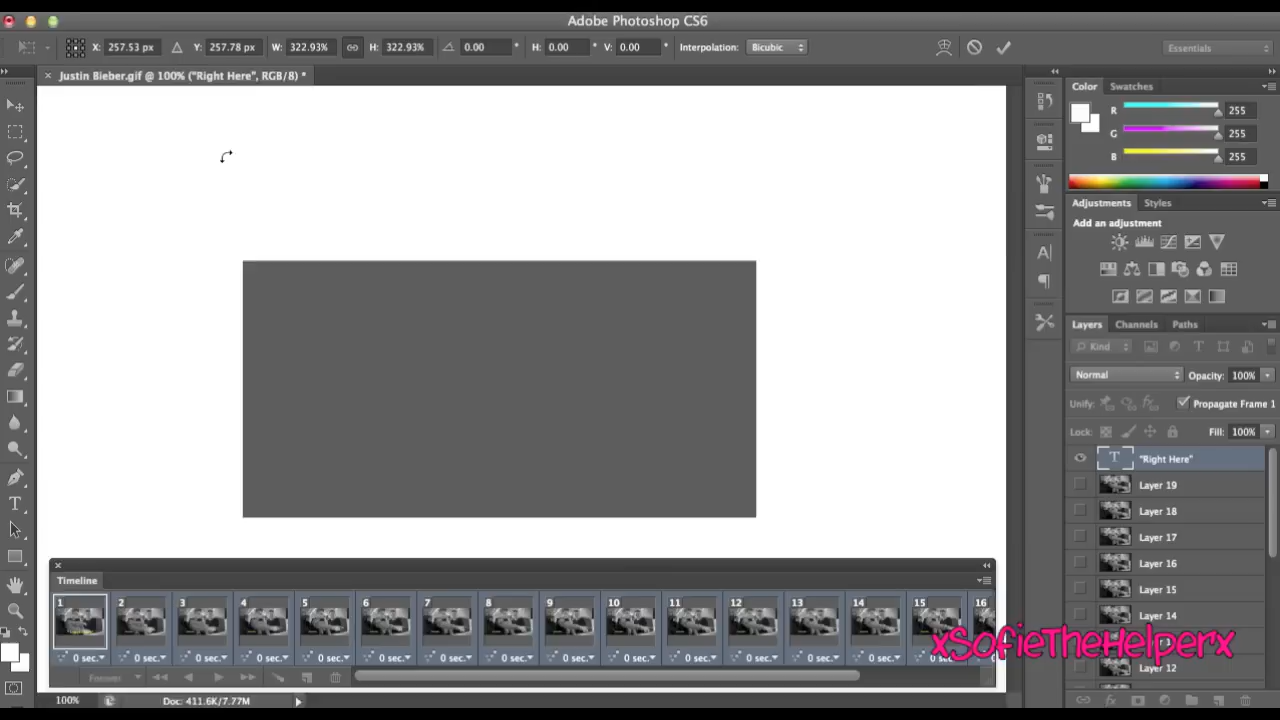 Adobe Photoshop CS6
X: 257.53 px Y: 257.78 px W: 322.93% H: 322.93% 0.00 ° H: 0.00 ° V: 0.00 ° Interpolation: Bicubic Essentials
× Justin Bieber.gif @ 100% ("Right Here", RGB/8) *
Color Swatches
R 255
G 255
B 255
Adjustments Styles
Add an adjustment
Layers Channels Paths
Kind
Normal Opacity: 100%
Unify: Propagate Frame 1
Lock: Fill: 100%
"Right Here"
Layer 19
Layer 18
Layer 17
Layer 16
Layer 15
Layer 14
Layer 12
Timeline
1 2 3 4 5 6 7 8 9 10 11 12 13 14 15 16
0 sec. 0 sec. 0 sec. 0 sec. 0 sec. 0 sec. 0 sec. 0 sec. 0 sec. 0 sec. 0 sec. 0 sec. 0 sec. 0 sec. 0 sec.
Forever
xSofieTheHelperx
100% Doc: 411.6K/7.77M